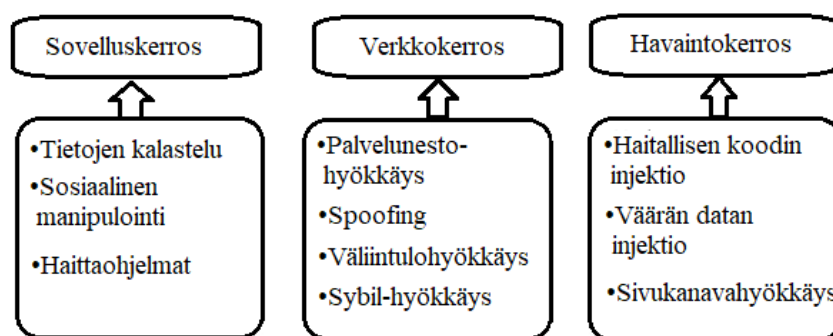 Sovelluskerros
•Tietojen kalastelu
•Sosiaalinen
manipulointi
•Haittaohjelmat
Verkkokerros
•Palvelunesto-
hyökkäys
•Spoofing
•Väliintulohyökkäys
•Sybil-hyökkäys
Havaintokerros
•Haitallisen koodin
injektio
•Väärän datan
injektio
•Sivukanavahyökkäys